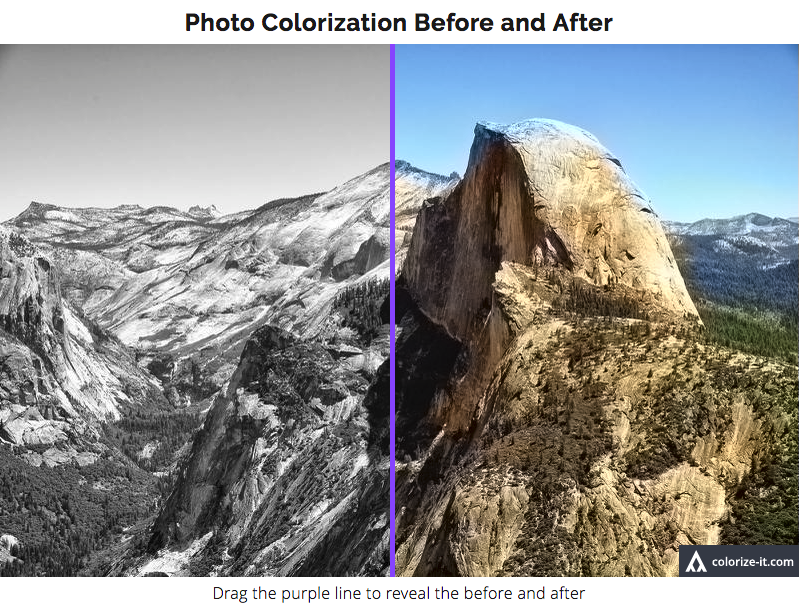 Photo Colorization Before and After
colorize-it.com
Drag the purple line to reveal the before and after